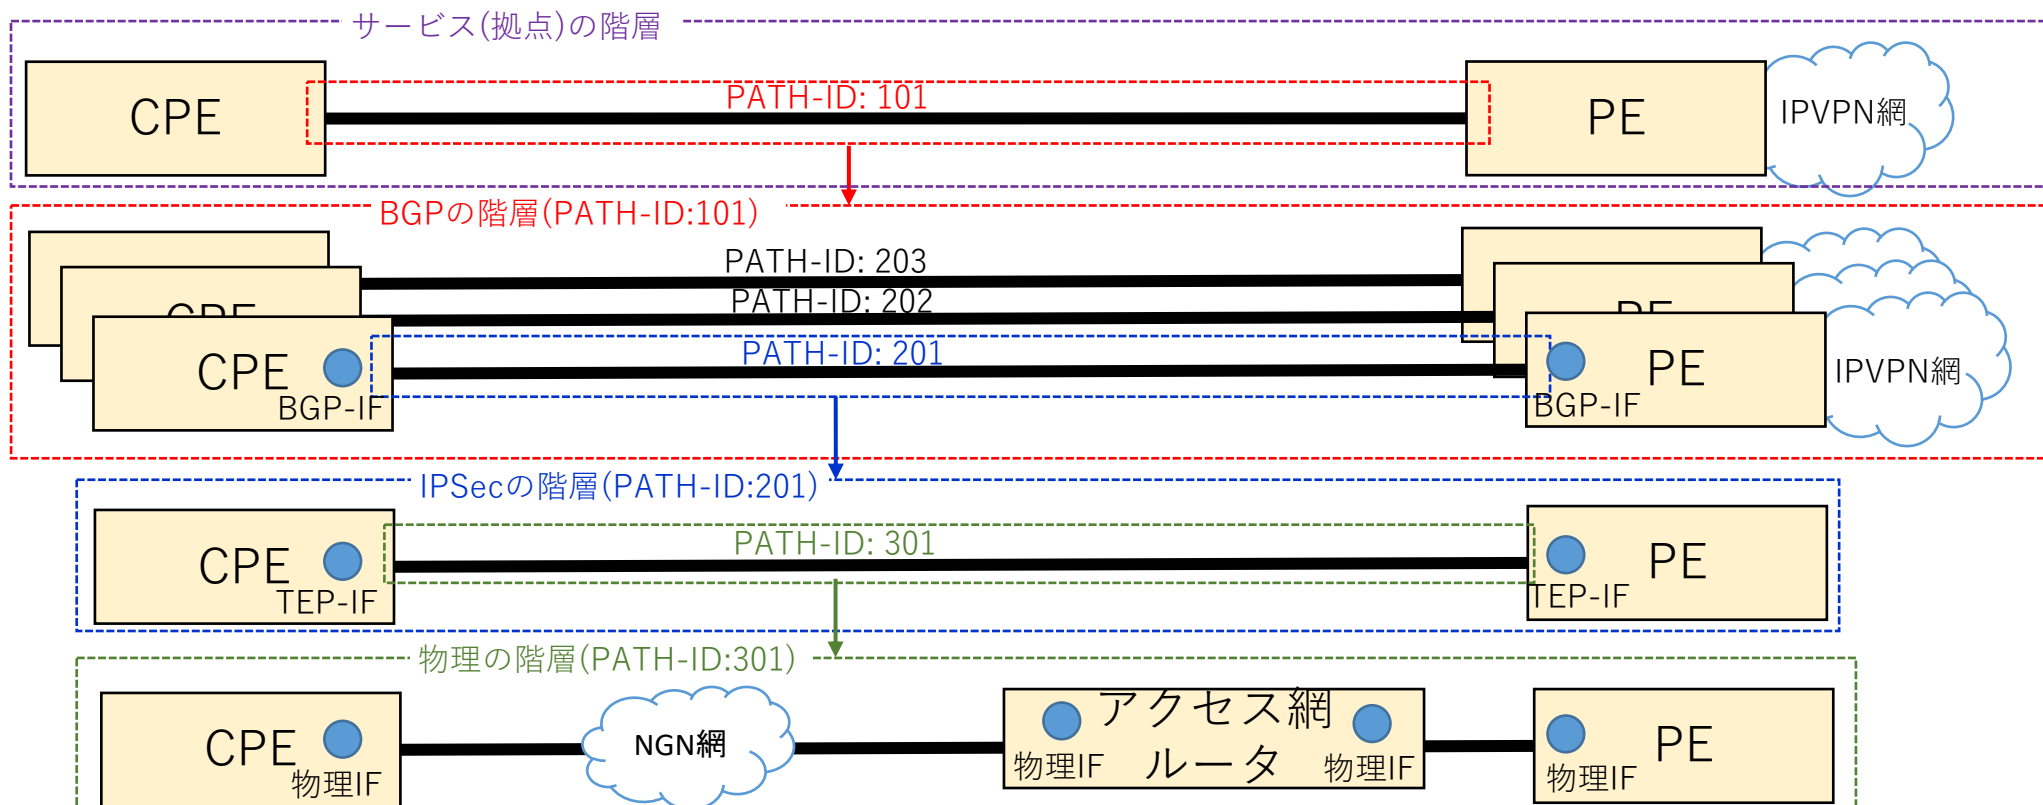 サービス(拠点)の階層
CPE
PATH-ID: 101
PE
IPVPN網
BGPの階層(PATH-ID:101)
PATH-ID: 203
PATH-ID: 202
CPE
PE
PATH-ID: 201
CPE
BGP-IF
PE
BGP-IF
IPVPN網
IPSecの階層(PATH-ID:201)
PATH-ID: 301
CPE
TEP-IF
PE
TEP-IF
物理の階層(PATH-ID:301)
CPE
物理IF
NGN網
アクセス網
ルータ
物理IF
物理IF
PE
物理IF